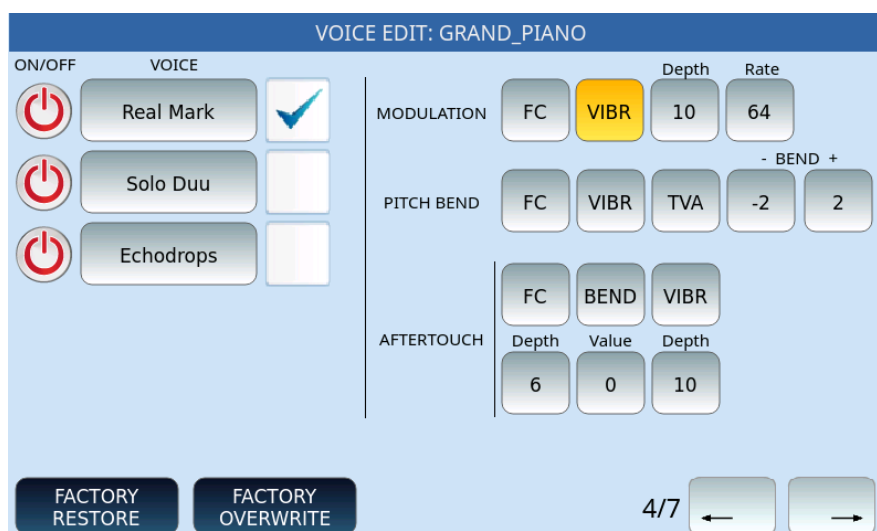 VOICE EDIT: GRAND_PIANO
ON/OFF VOICE
Real Mark
Solo Duu
Echodrops
Depth Rate
MODULATION FC VIBR 10 64
- BEND +
PITCH BEND FC VIBR TVA -2 2
FC BEND VIBR
AFTERTOUCH Depth Value Depth
6 0 10
FACTORY
RESTORE
FACTORY
OVERWRITE
4/7